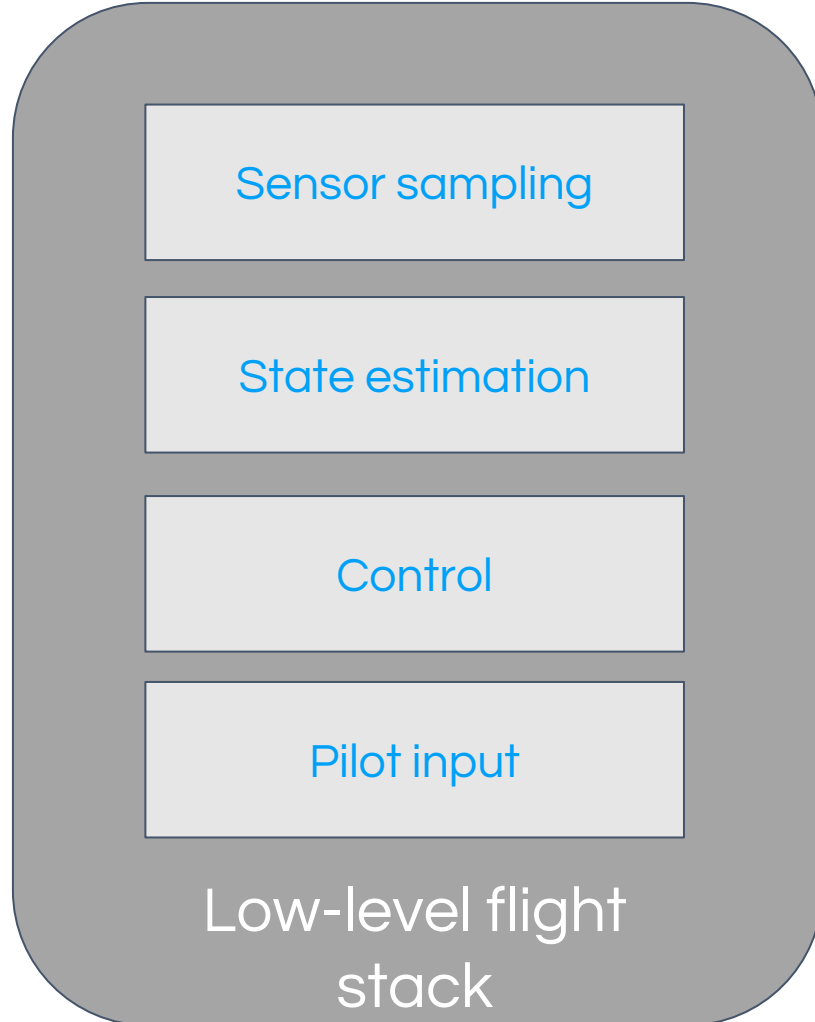 Sensor sampling
State estimation
Control
Pilot input
Low-level flight
stack